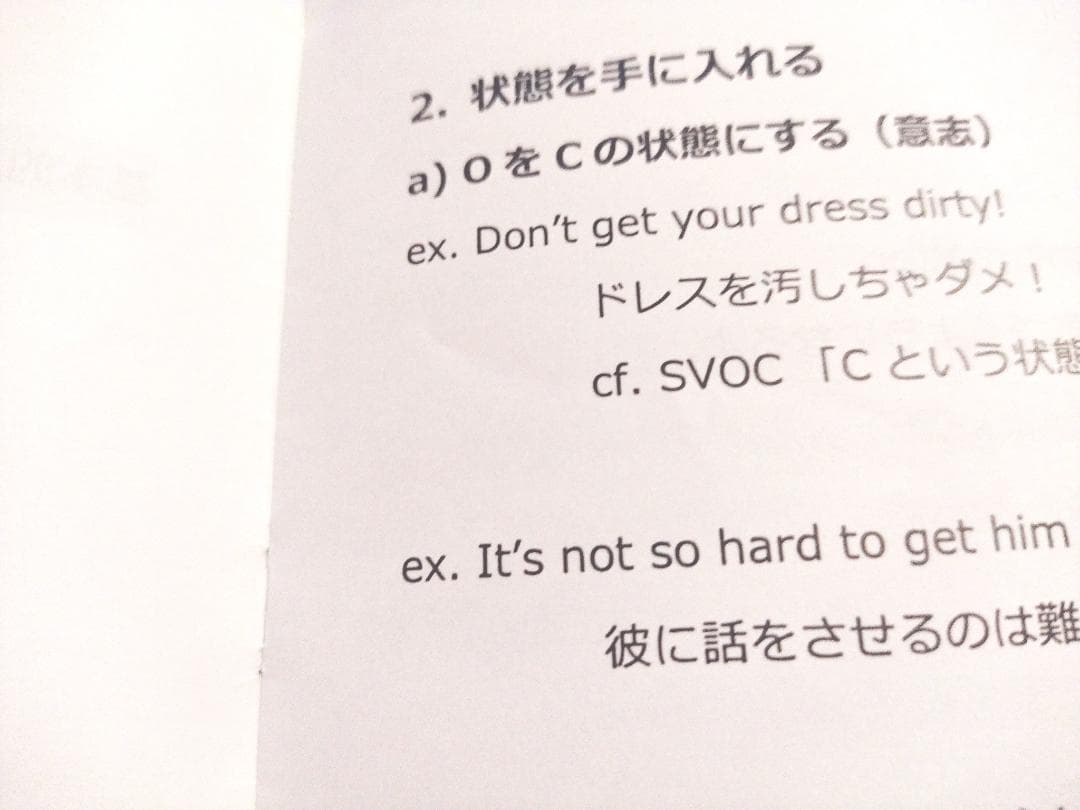 2. 状態を手に入れる
a) O を C の状態にする（意志）
ex. Don't get your dress dirty!
ドレスを汚しちゃダメ！
cf. SVOC 「C という状態
ex. It's not so hard to get him
彼に話をさせるのは難